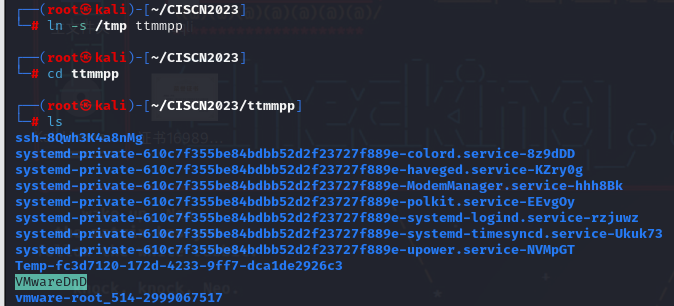 ┌──(root㉿kali)-[~/CISCN2023]
└─# ln -s /tmp ttmmpp
┌──(root㉿kali)-[~/CISCN2023]
└─# cd ttmmpp
┌──(root㉿kali)-[~/CISCN2023/ttmmpp]
└─# ls
ssh-8Qwh3K4a8nMg
systemd-private-610c7f355be84bdbb52d2f23727f889e-colord.service-8z9dDD
systemd-private-610c7f355be84bdbb52d2f23727f889e-haveged.service-KZry0g
systemd-private-610c7f355be84bdbb52d2f23727f889e-ModemManager.service-hhh8Bk
systemd-private-610c7f355be84bdbb52d2f23727f889e-polkit.service-EEvgOy
systemd-private-610c7f355be84bdbb52d2f23727f889e-systemd-logind.service-rzjuwz
systemd-private-610c7f355be84bdbb52d2f23727f889e-systemd-timesyncd.service-Ukuk73
systemd-private-610c7f355be84bdbb52d2f23727f889e-upower.service-NVMpGT
Temp-fc3d7120-172d-4233-9ff7-dca1de2926c3
VMwareDnD
vmware-root_514-2999067517